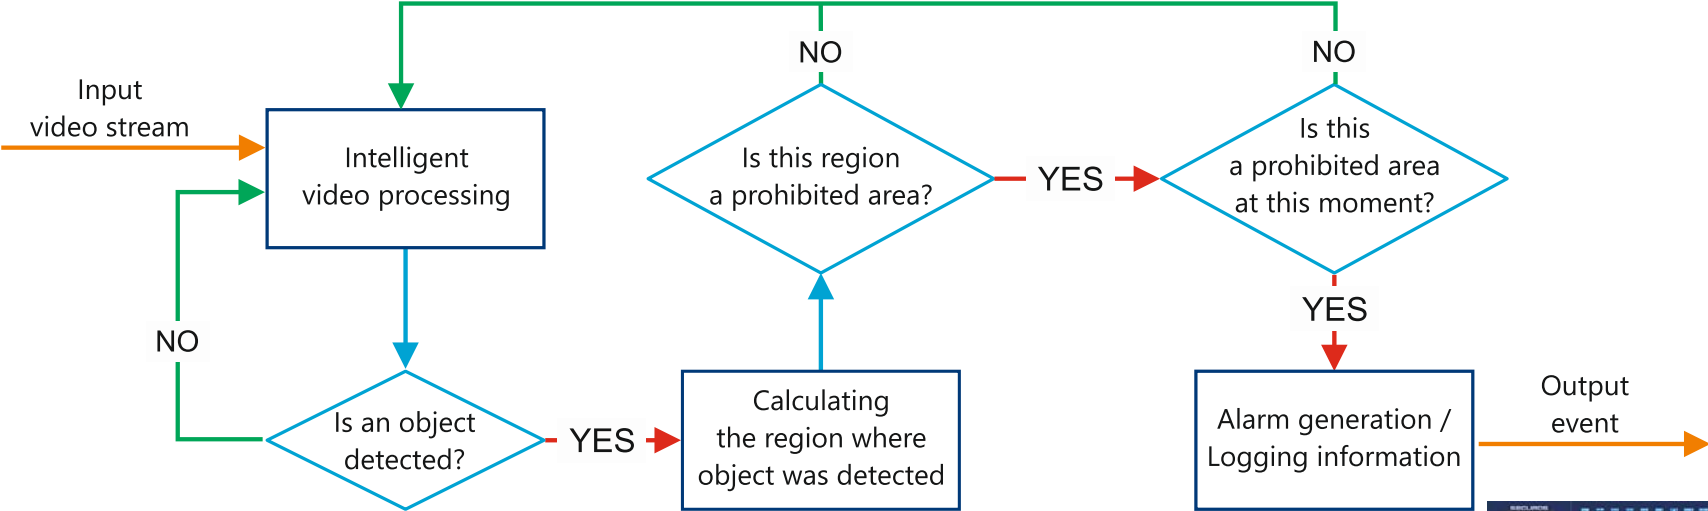 Input
video stream
Intelligent
video processing
NO
Is an object
detected?
YES
Calculating
the region where
object was detected
Is this region
a prohibited area?
NO
YES
Is this
a prohibited area
at this moment?
NO
YES
Alarm generation /
Logging information
Output
event